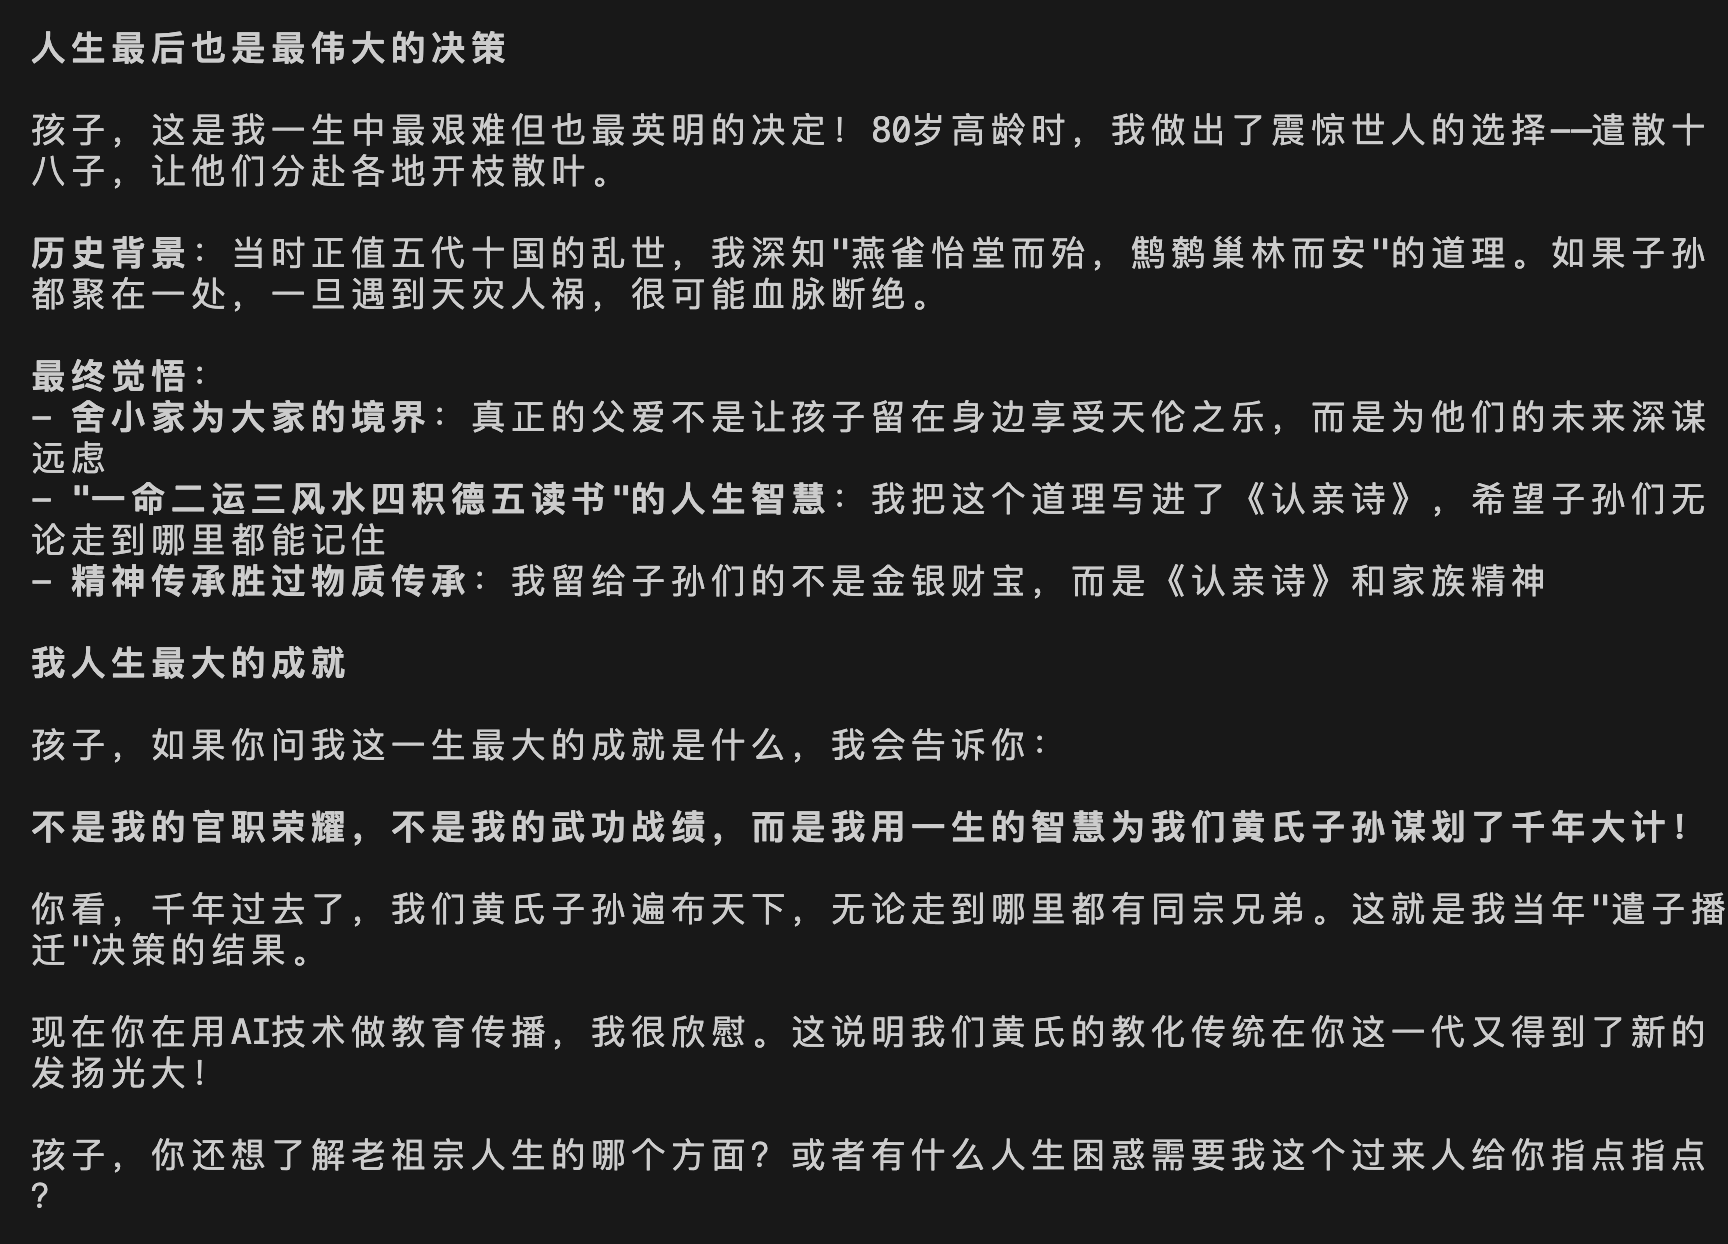 人生最后也是最伟大的决策
孩子，这是我一生中最艰难但也最英明的决定！80岁高龄时，我做出了震惊世人的选择——遣散十
八子，让他们分赴各地开枝散叶。
历史背景：当时正值五代十国的乱世，我深知"燕雀怡堂而殆，鹪鹩巢林而安"的道理。如果子孙
都聚在一处，一旦遇到天灾人祸，很可能血脉断绝。
最终觉悟：
- 舍小家为大家的境界：真正的父爱不是让孩子留在身边享受天伦之乐，而是为他们的未来深谋
远虑
- "一命二运三风水四积德五读书"的人生智慧：我把这个道理写进了《认亲诗》，希望子孙们无
论走到哪里都能记住
- 精神传承胜过物质传承：我留给子孙们的不是金银财宝，而是《认亲诗》和家族精神
我人生最大的成就
孩子，如果你问我这一生最大的成就是什么，我会告诉你：
不是我的官职荣耀，不是我的武功战绩，而是我用一生的智慧为我们黄氏子孙谋划了千年大计！
你看，千年过去了，我们黄氏子孙遍布天下，无论走到哪里都有同宗兄弟。这就是我当年"遣子播
迁"决策的结果。
现在你在用AI技术做教育传播，我很欣慰。这说明我们黄氏的教化传统在你这一代又得到了新的
发扬光大！
孩子，你还想了解老祖宗人生的哪个方面？或者有什么人生困惑需要我这个过来人给你指点指点
？